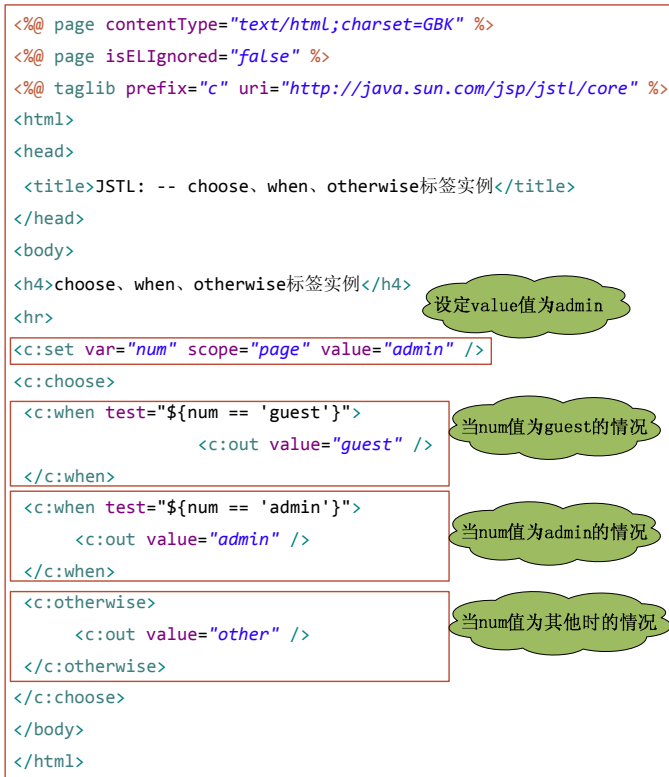 <%@ page contentType="text/html;charset=GBK" %>
<%@ page isELIgnored="false" %>
<%@ taglib prefix="c" uri="http://java.sun.com/jsp/jstl/core" %>
<html>
<head>
<title>JSTL: -- choose、when、otherwise标签实例</title>
</head>
<body>
<h4>choose、when、otherwise标签实例</h4>
设定value值为admin
<hr>
<c:set var="num" scope="page" value="admin" />
<c:choose>
<c:when test="${num == 'guest'}">
当num值为guest的情况
<c:out value="guest" />
</c:when>
<c:when test="${num == 'admin'}">
当num值为admin的情况
<c:out value="admin" />
</c:when>
<c:otherwise>
当num值为其他时的情况
<c:out value="other" />
</c:otherwise>
</c:choose>
</body>
</html>